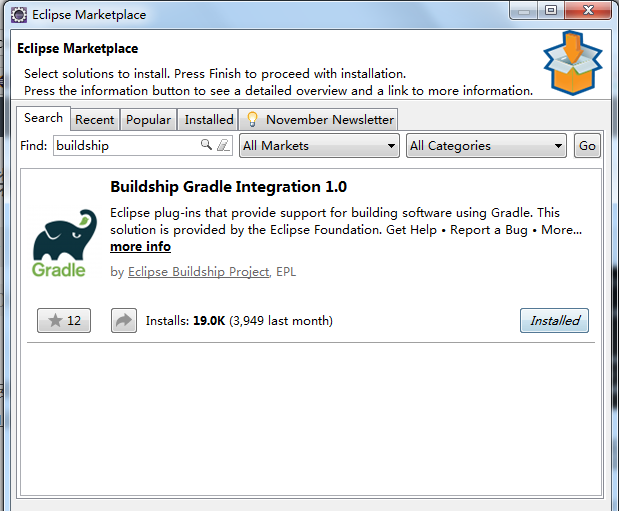 Eclipse Marketplace
Eclipse Marketplace
Select solutions to install. Press Finish to proceed with installation.
Press the information button to see a detailed overview and a link to more information.
Search Recent Popular Installed November Newsletter
Find: buildship All Markets All Categories Go
Buildship Gradle Integration 1.0
Eclipse plug-ins that provide support for building software using Gradle. This
solution is provided by the Eclipse Foundation. Get Help • Report a Bug • More...
more info
Gradle
by Eclipse Buildship Project, EPL
12 Installs: 19.0K (3,949 last month) Installed